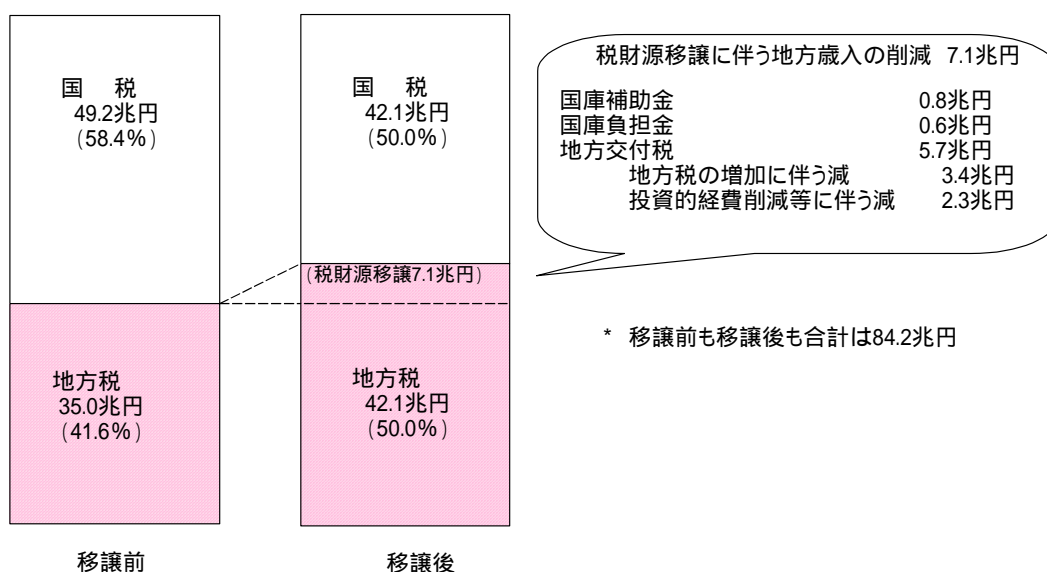 国　税
49.2兆円
(58.4%)
地方税
35.0兆円
(41.6%)
移譲前
国　税
42.1兆円
(50.0%)
(税財源移譲7.1兆円)
地方税
42.1兆円
(50.0%)
移譲後
税財源移譲に伴う地方歳入の削減 7.1兆円
国庫補助金 0.8兆円
国庫負担金 0.6兆円
地方交付税 5.7兆円
地方税の増加に伴う減 3.4兆円
投資的経費削減等に伴う減 2.3兆円
* 移譲前も移譲後も合計は84.2兆円